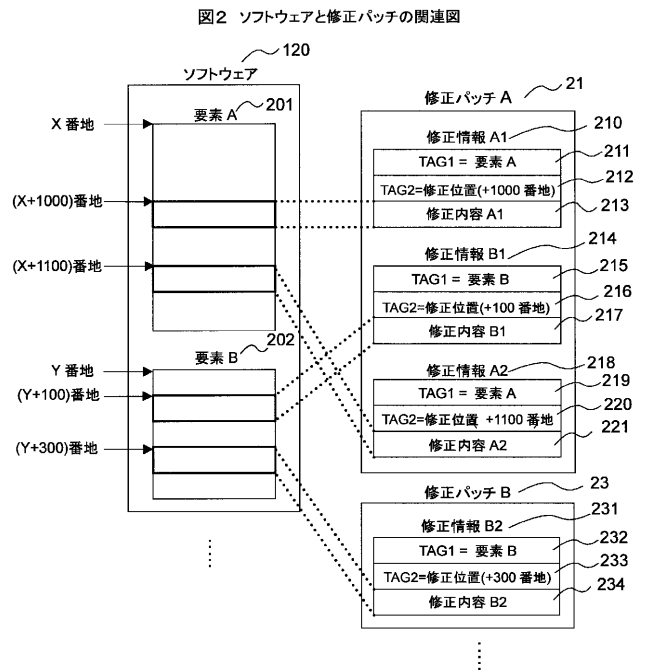 図2 ソフトウェアと修正パッチの関連図
120
ソフトウェア
要素 A
201
X 番地
(X+1000)番地
(X+1100)番地
要素 B
202
Y 番地
(Y+100)番地
(Y+300)番地
修正パッチ A
21
修正情報 A1
210
TAG1 = 要素 A
211
TAG2=修正位置(+1000 番地)
212
修正内容 A1
213
修正情報 B1
214
TAG1 = 要素 B
215
TAG2=修正位置(+100 番地)
216
修正内容 B1
217
修正情報 A2
218
TAG1 = 要素 A
219
TAG2=修正位置 +1100 番地
220
修正内容 A2
221
修正パッチ B
23
修正情報 B2
231
TAG1 = 要素 B
232
TAG2=修正位置(+300 番地)
233
修正内容 B2
234